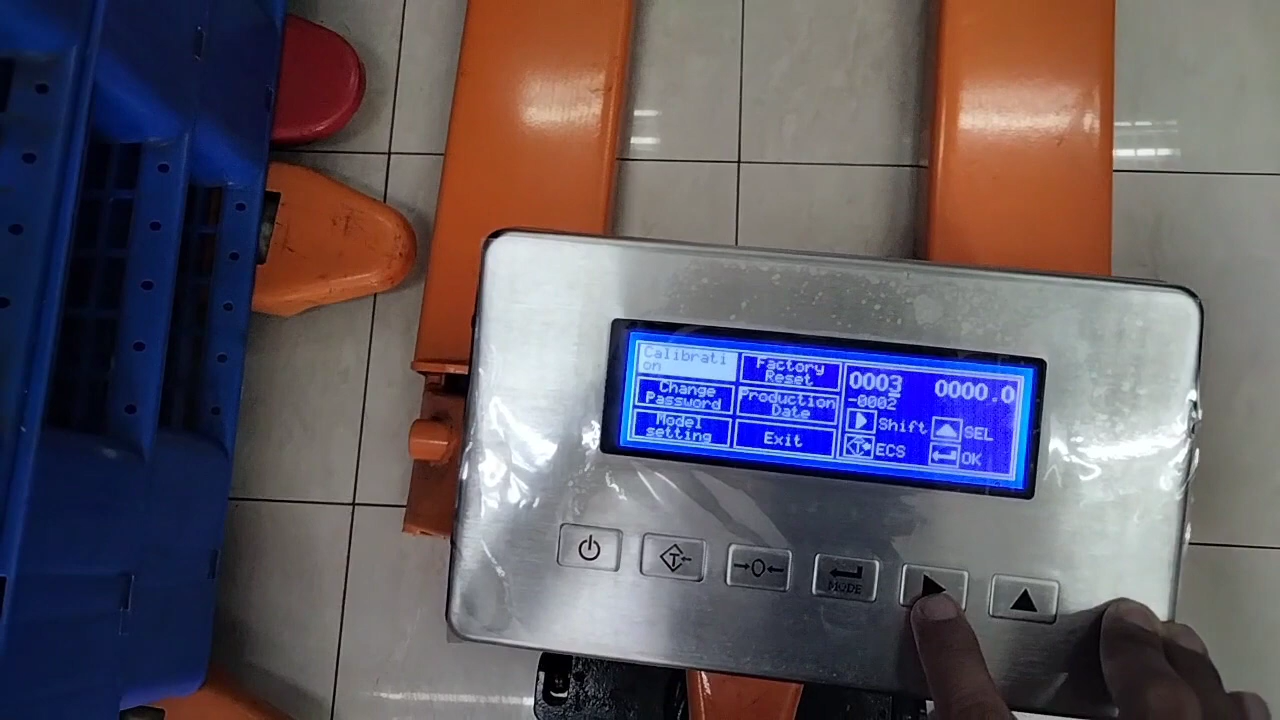 Calibrati
on
Factory
Reset
Change
Password
Production
Date
Model
setting
Exit
0003 0000.0
-0002
Shift SEL
ECS OK
T
→0←
MODE